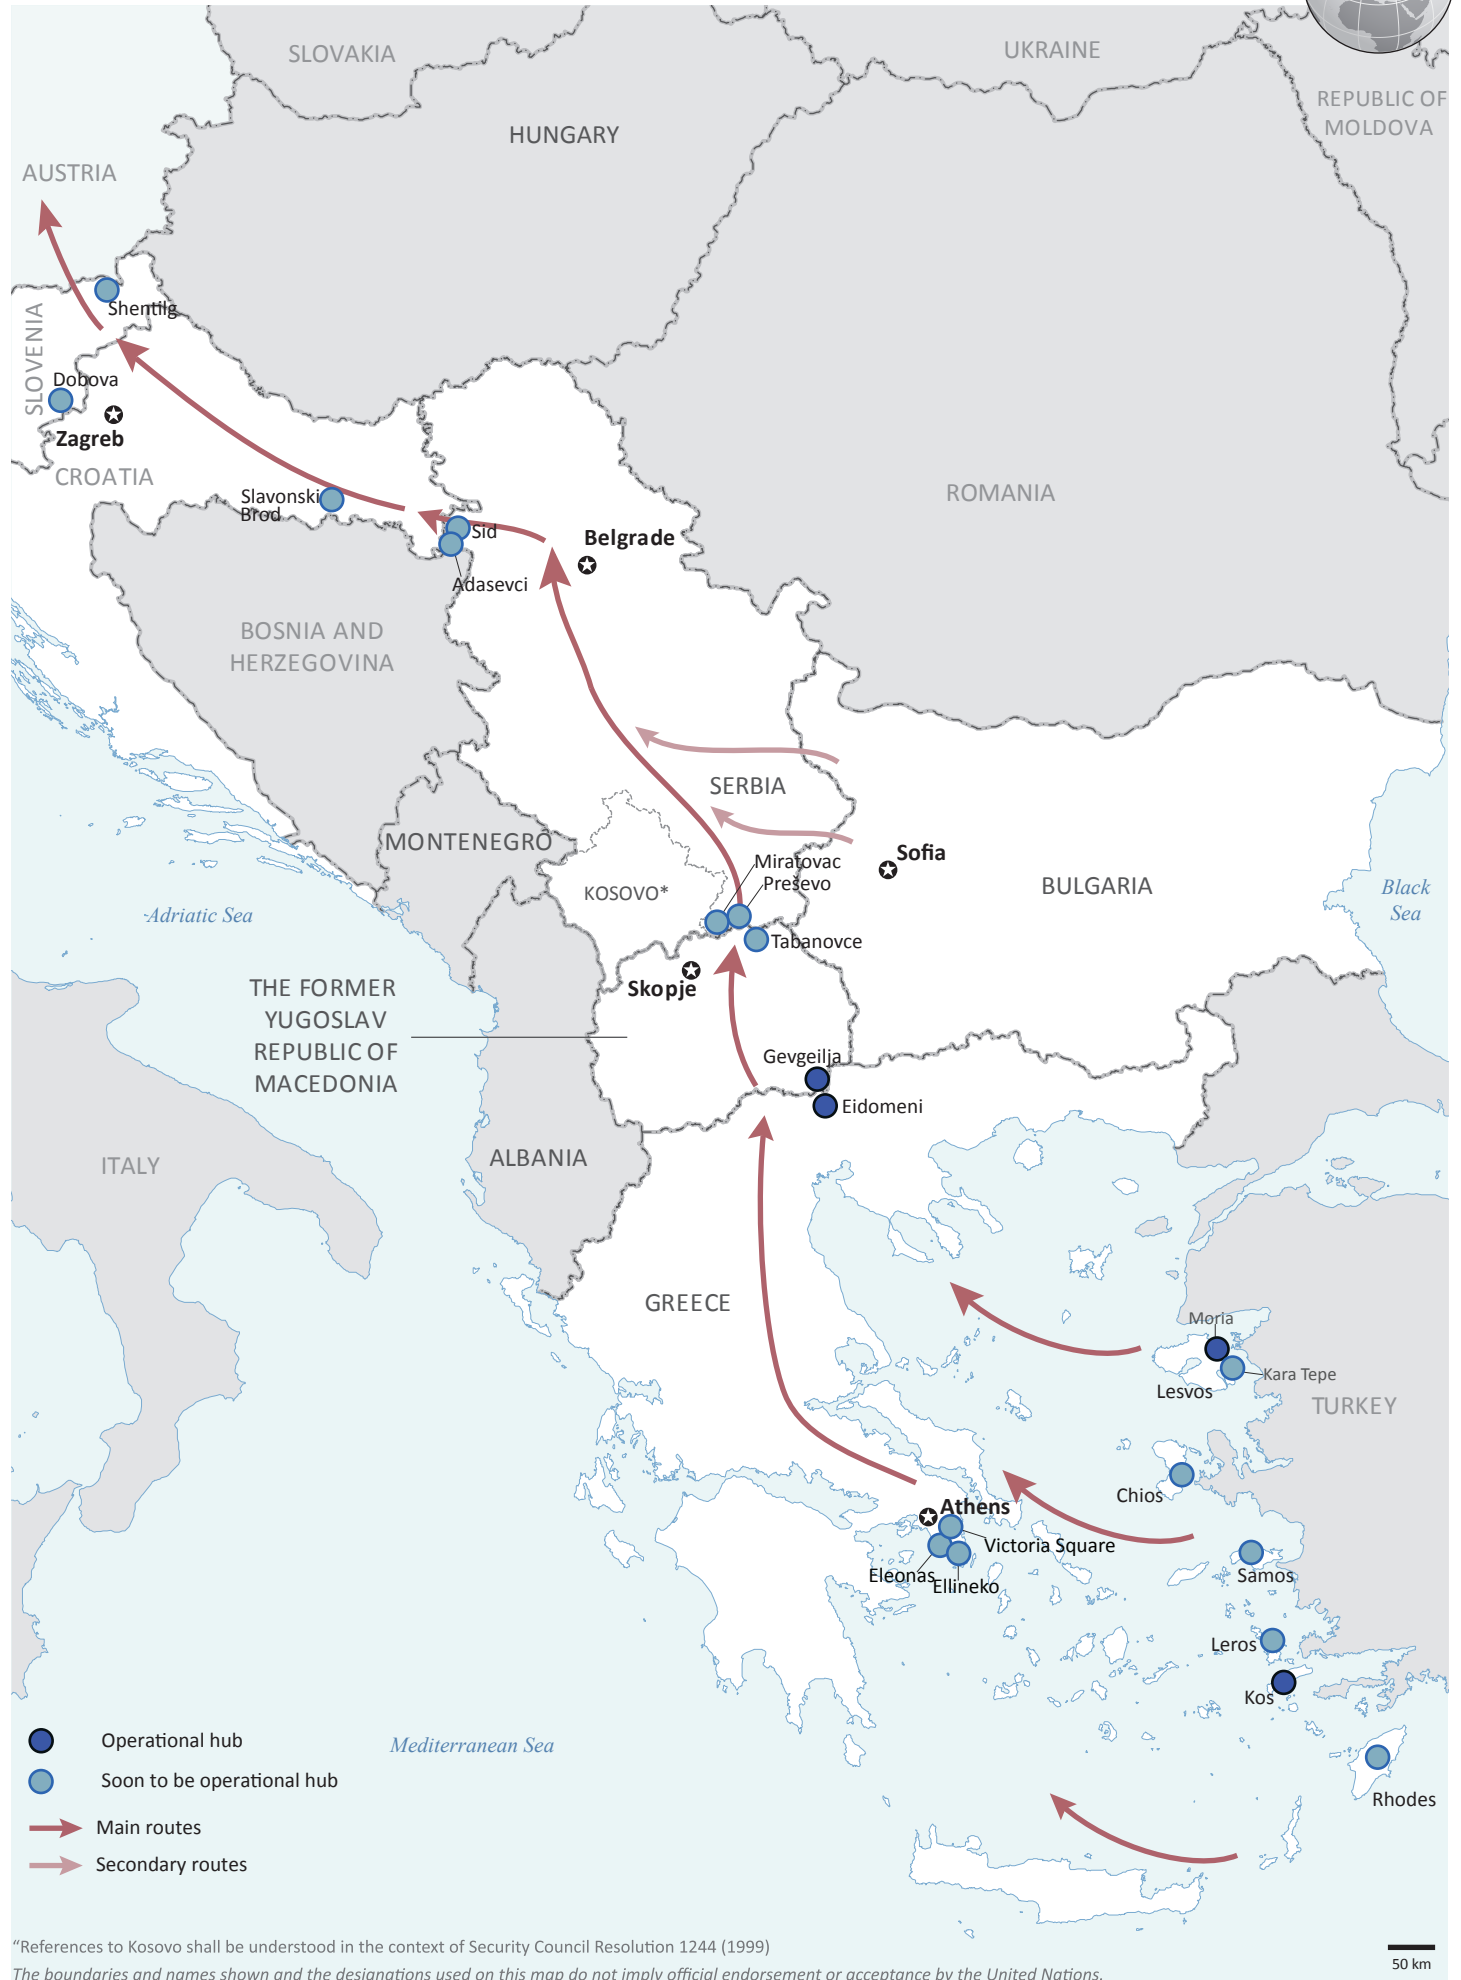 SLOVAKIA
UKRAINE
REPUBLIC OF
MOLDOVA
HUNGARY
AUSTRIA
Shentilg
SLOVENIA
Dobova
Zagreb
CROATIA
Slavonski
Brod
ROMANIA
Sid
Belgrade
Adasevci
BOSNIA AND
HERZEGOVINA
SERBIA
MONTENEGRO
Sofia
Miratovac
Presevo
KOSOVO*
BULGARIA
Black
Sea
Adriatic Sea
Tabanovce
Skopje
THE FORMER
YUGOSLAV
REPUBLIC OF
MACEDONIA
Gevgeilja
Eidomeni
ITALY
ALBANIA
GREECE
Moria
Kara Tepe
Lesvos
TURKEY
Chios
Athens
Victoria Square
Eleonas
Ellineko
Samos
Leros
Kos
Operational hub
Mediterranean Sea
Soon to be operational hub
Rhodes
Main routes
Secondary routes
“References to Kosovo shall be understood in the context of Security Council Resolution 1244 (1999)
50 km
The boundaries and names shown and the designations used on this map do not imply official endorsement or acceptance by the United Nations.